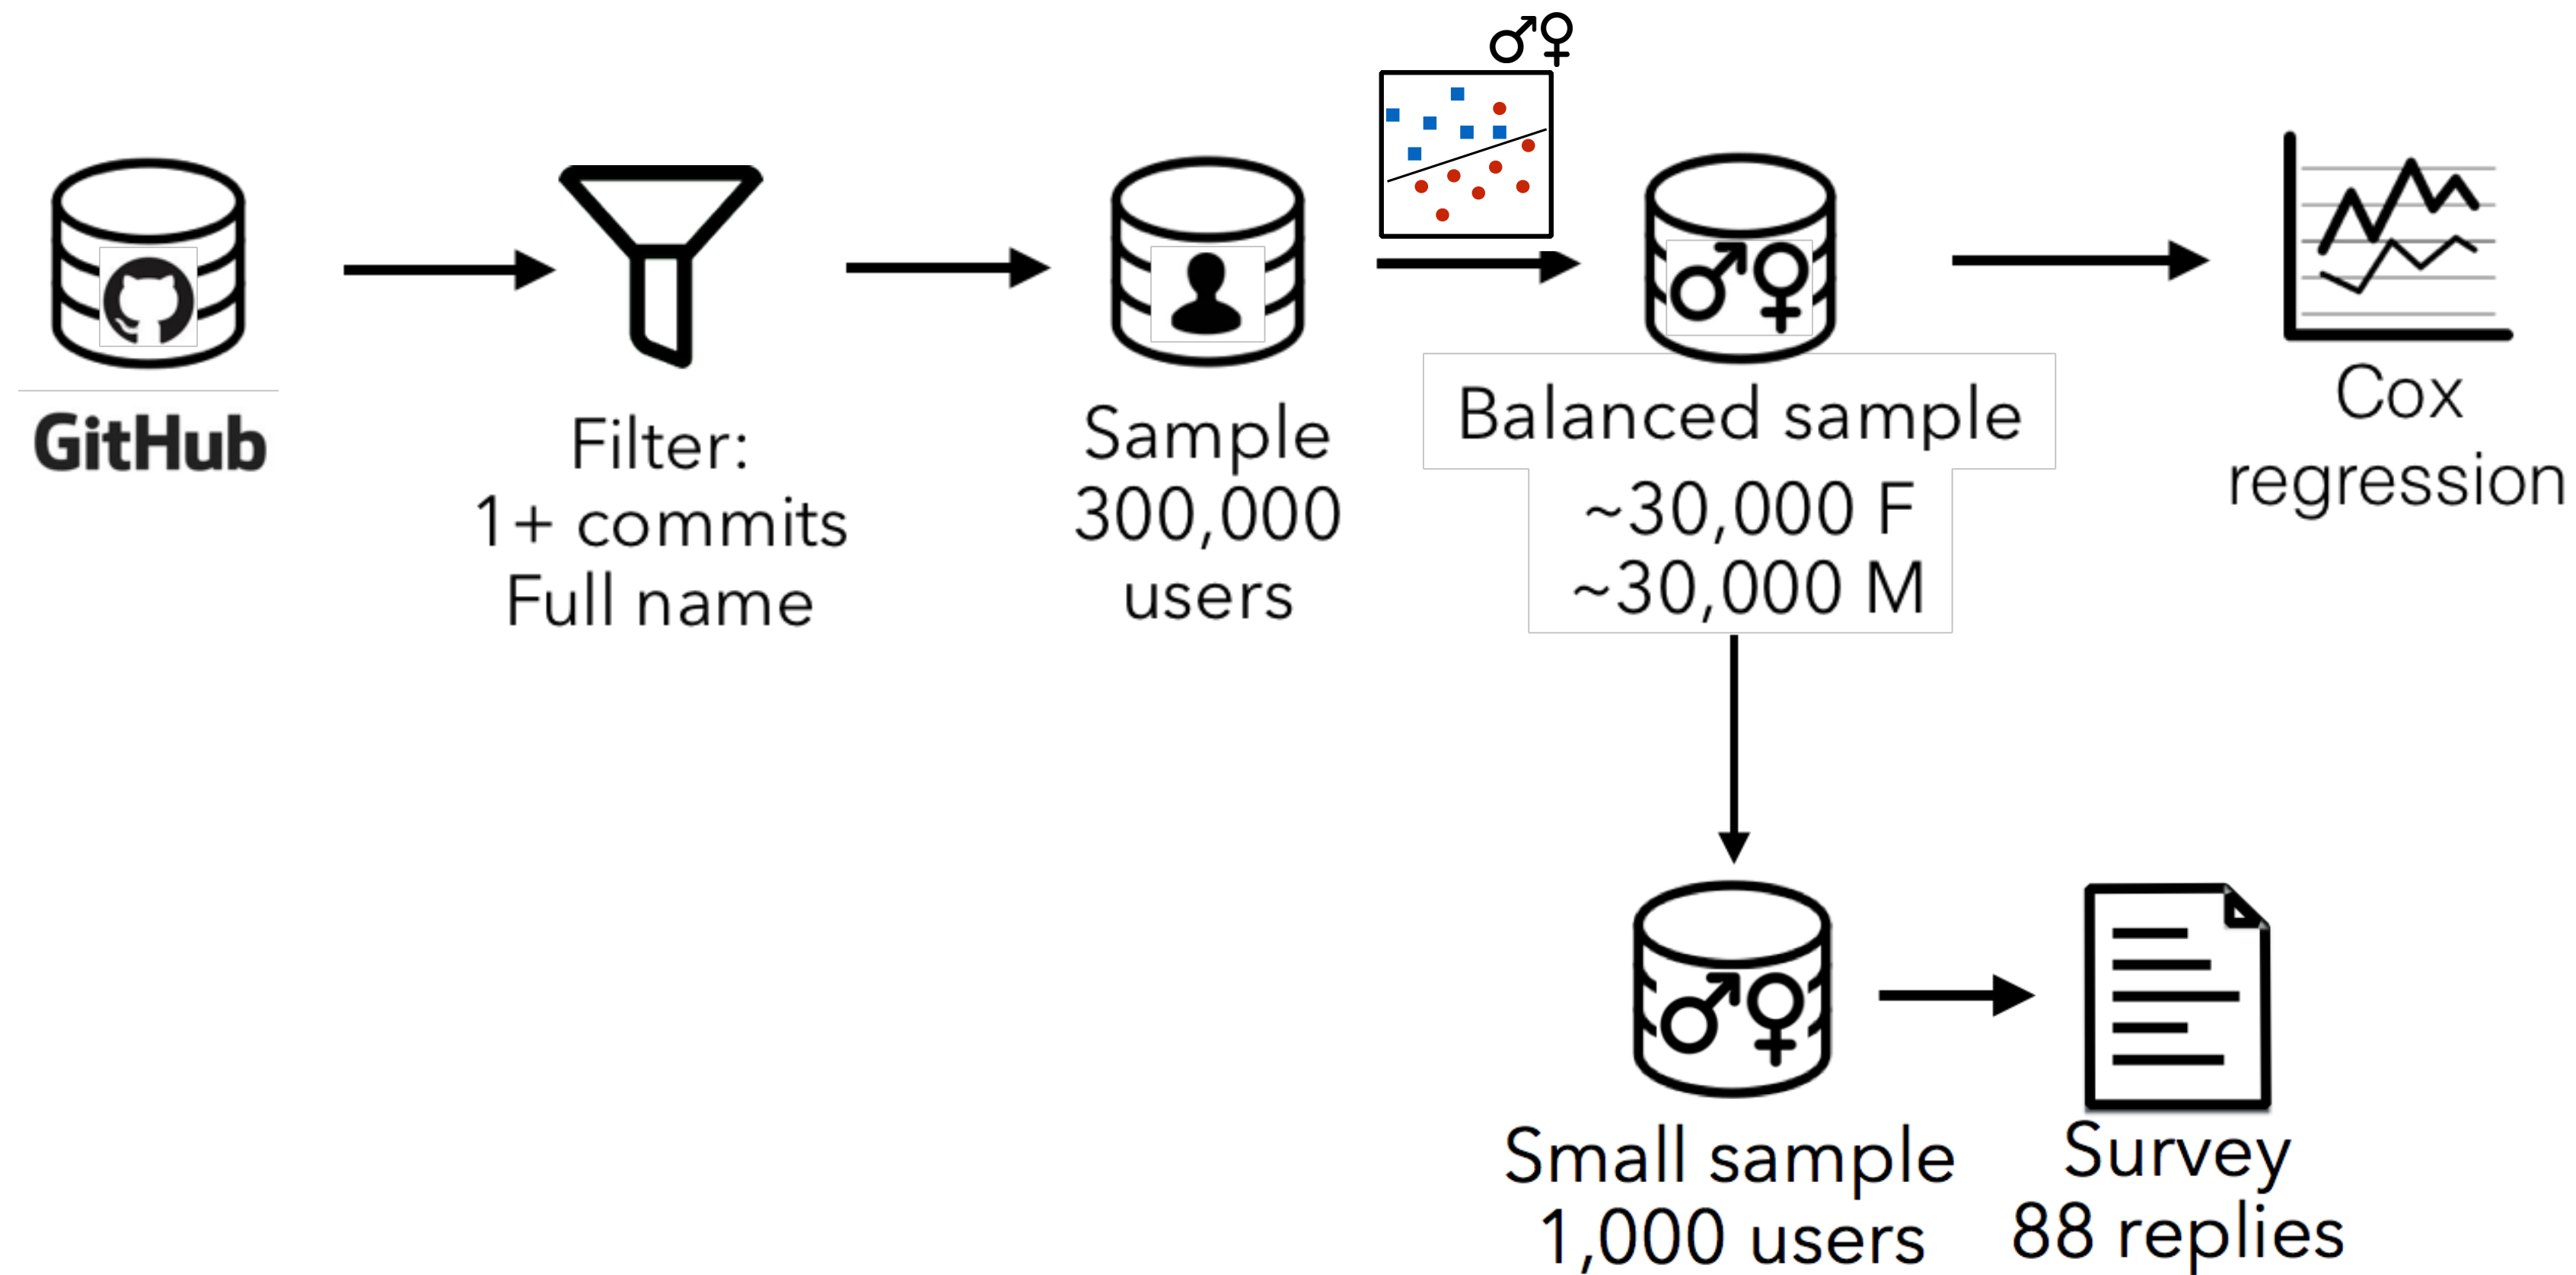 GitHub
Filter:
1+ commits
Full name
Sample
300,000
users
Balanced sample
~30,000 F
~30,000 M
Cox
regression
Small sample
1,000 users
Survey
88 replies